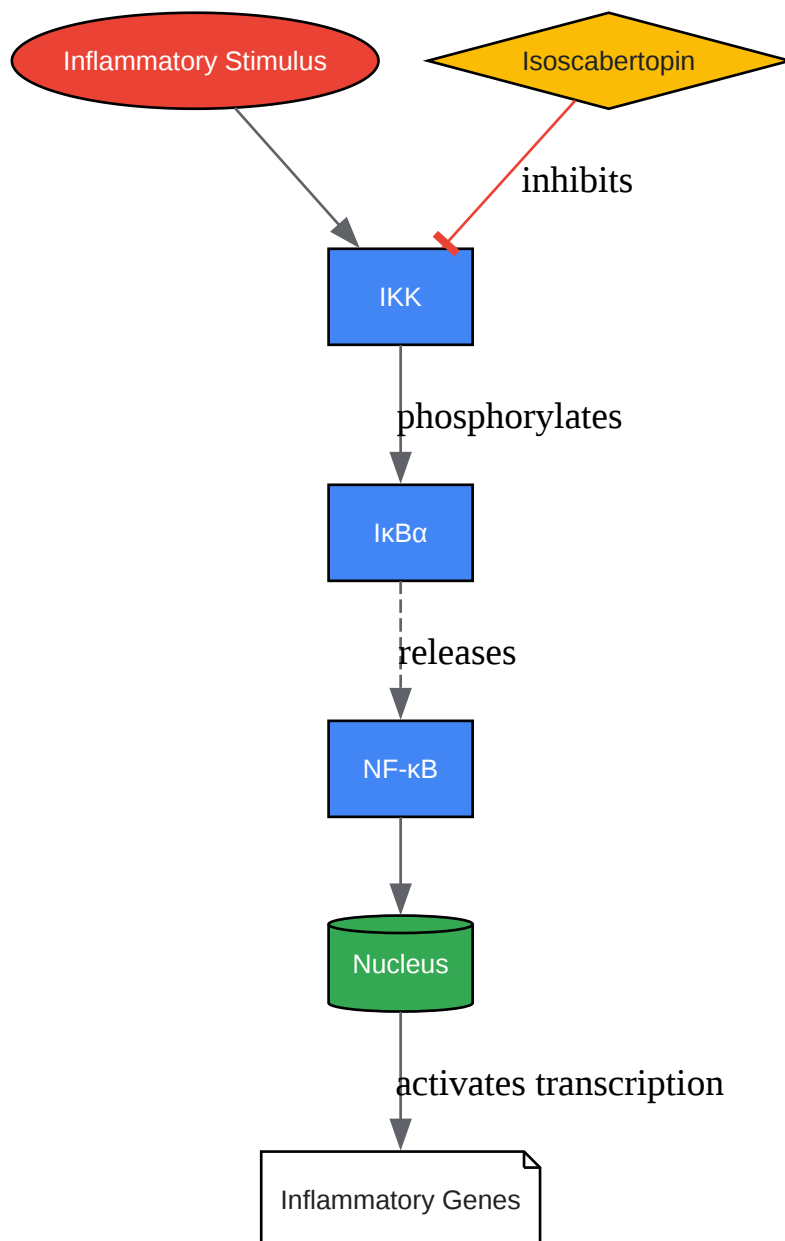 Inflammatory Stimulus
Isoscabertopin
inhibits
IKK
phosphorylates
IκBα
releases
NF-κB
Nucleus
activates transcription
Inflammatory Genes